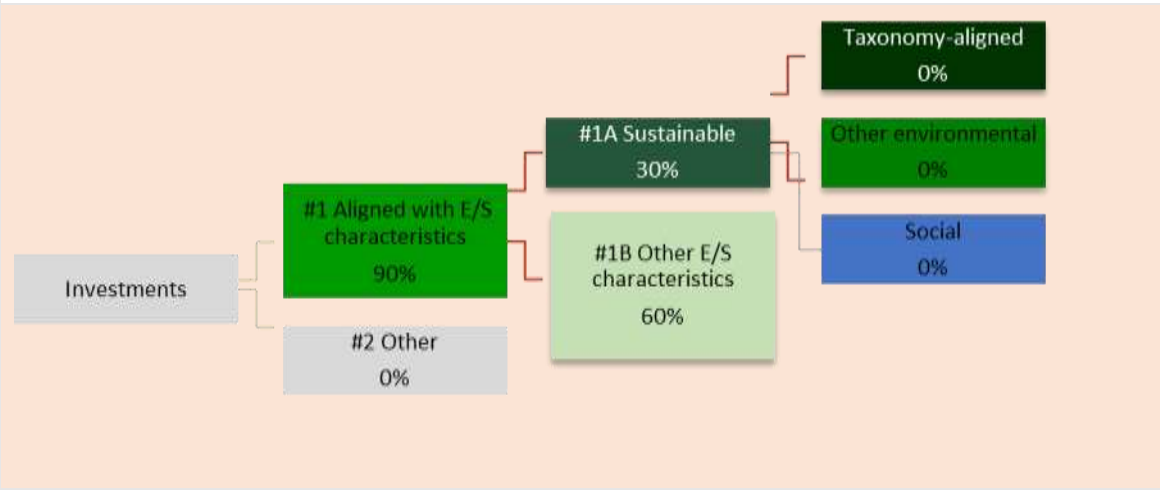 Investments
#1 Aligned with E/S
characteristics
90%
#2 Other
0%
#1A Sustainable
30%
#1B Other E/S
characteristics
60%
Taxonomy-aligned
0%
Other environmental
0%
Social
0%